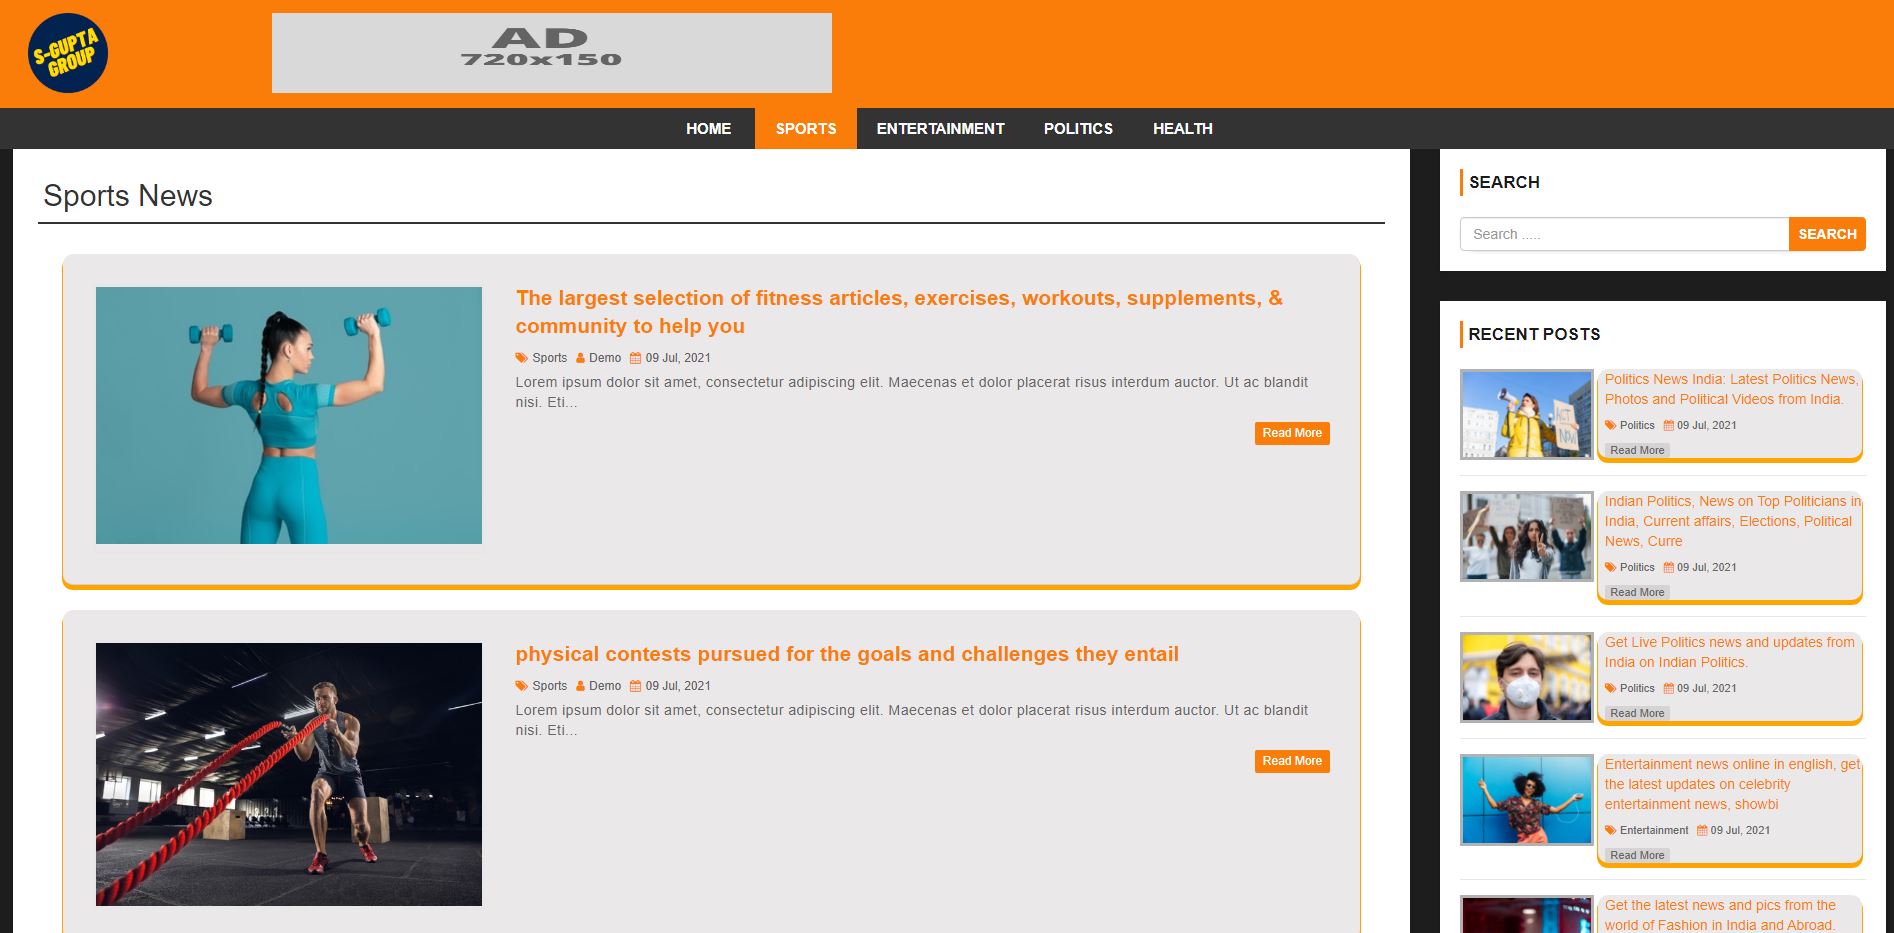 S-GUPTA
GROUP
AD
720x150
HOME SPORTS ENTERTAINMENT POLITICS HEALTH
Sports News
The largest selection of fitness articles, exercises, workouts, supplements, &
community to help you
Sports Demo 09 Jul, 2021
Lorem ipsum dolor sit amet, consectetur adipiscing elit. Maecenas et dolor placerat risus interdum auctor. Ut ac blandit
nisi. Eti...
Read More
physical contests pursued for the goals and challenges they entail
Sports Demo 09 Jul, 2021
Lorem ipsum dolor sit amet, consectetur adipiscing elit. Maecenas et dolor placerat risus interdum auctor. Ut ac blandit
nisi. Eti...
Read More
SEARCH
Search .....
SEARCH
RECENT POSTS
ACT
NOW
Politics News India: Latest Politics News,
Photos and Political Videos from India.
Politics 09 Jul, 2021
Read More
Indian Politics, News on Top Politicians in
India, Current affairs, Elections, Political
News, Curre
Politics 09 Jul, 2021
Read More
Get Live Politics news and updates from
India on Indian Politics.
Politics 09 Jul, 2021
Read More
Entertainment news online in english, get
the latest updates on celebrity
entertainment news, showbi
Entertainment 09 Jul, 2021
Read More
Get the latest news and pics from the
world of Fashion in India and Abroad.